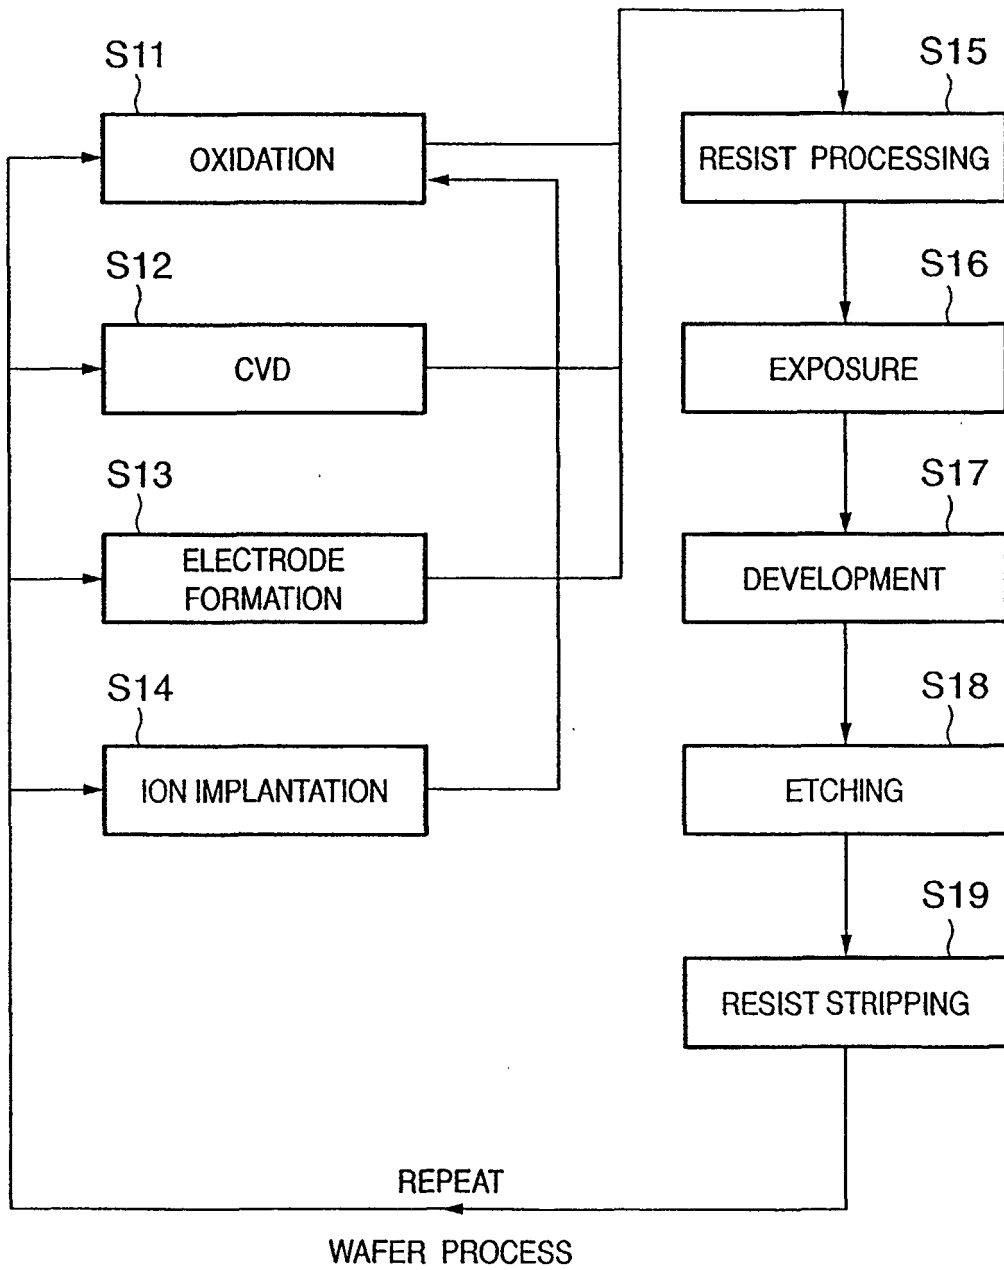 S11
OXIDATION
S12
CVD
S13
ELECTRODE
FORMATION
S14
ION IMPLANTATION
S15
RESIST PROCESSING
S16
EXPOSURE
S17
DEVELOPMENT
S18
ETCHING
S19
RESIST STRIPPING
REPEAT
WAFER PROCESS